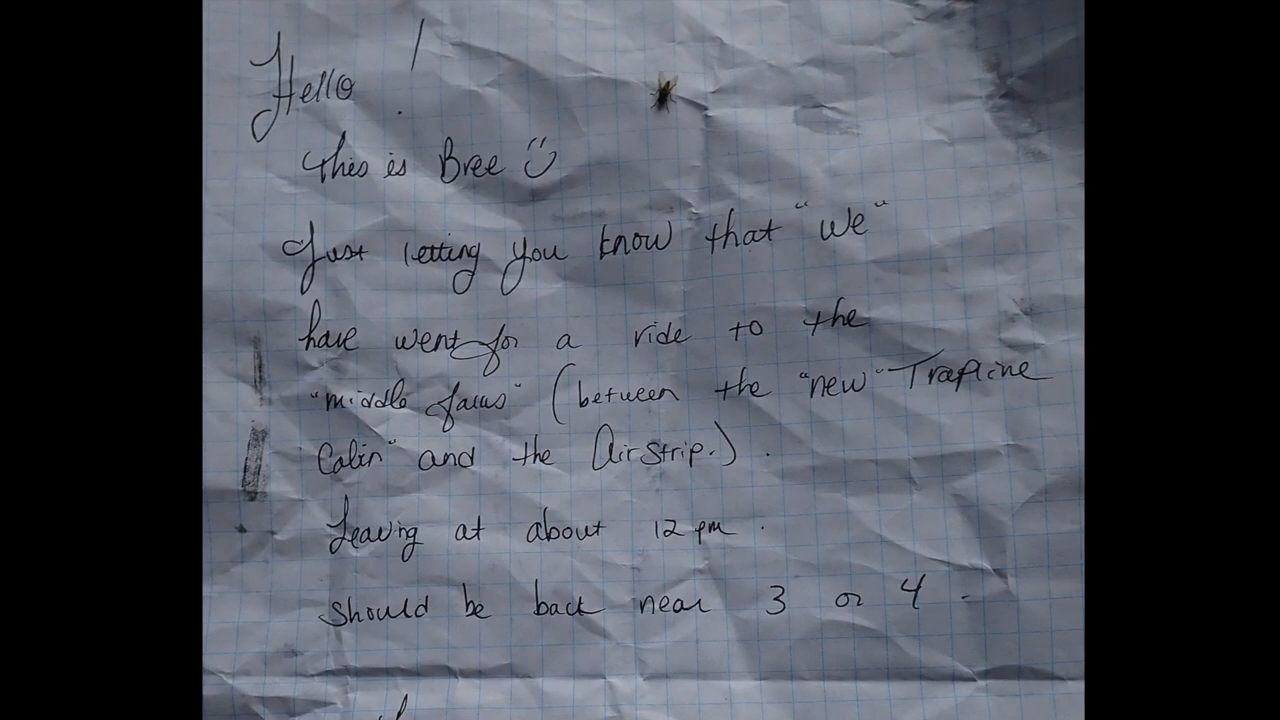 Hello !
This is Bree
Just letting you know that "we"
have went for a ride to the
"middle falls" (between the "new" Trapline
Cabin" and the Airstrip.) .
Leaving at about 12 pm .
Should be back near 3 or 4 -